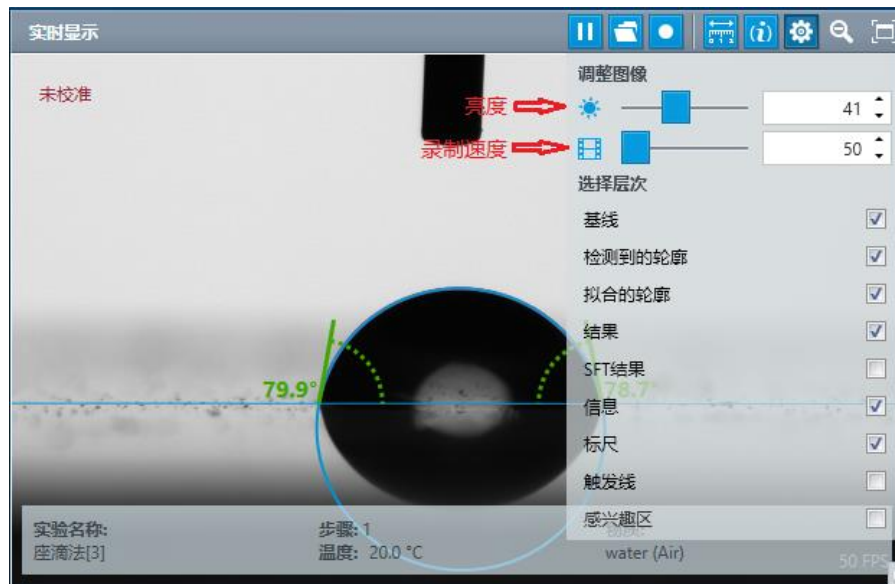 实时显示
未校准
调整图像
亮度
41
录制速度
50
选择层次
基线
检测到的轮廓
拟合的轮廓
结果
SFT结果
79.9°
78.7°
信息
标尺
触发线
感兴趣区
实验名称:
座滴法[3]
步骤: 1
温度: 20.0 °C
water (Air)
50 FPS